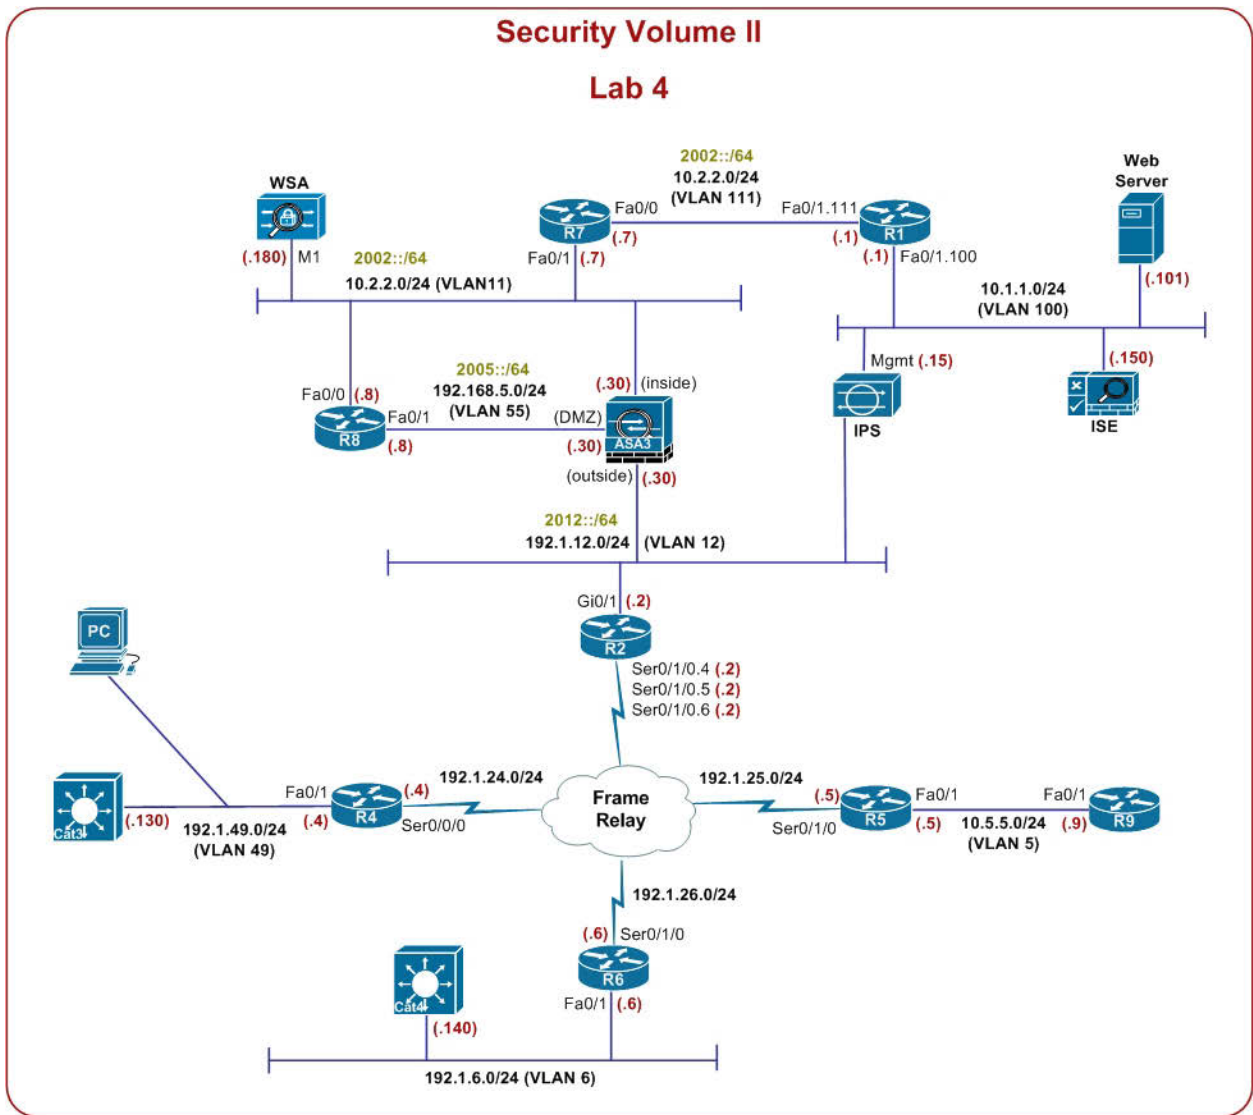 Security Volume II
Lab 4
2002::/64
10.2.2.0/24
(VLAN 111)
Web
Server
WSA
Fa0/0
Fa0/1.111
R7
(.7)
(.1)
R1
(.180)
M1
2002::/64
Fa0/1
(.7)
(.1)
Fa0/1.100
10.2.2.0/24 (VLAN11)
10.1.1.0/24
(VLAN 100)
(.101)
2005::/64
192.168.5.0/24
(VLAN 55)
Mgmt (.15)
(.150)
Fa0/0
(.8)
(.30)
(inside)
Fa0/1
(DMZ)
R8
(.8)
(.30)
ASA3
IPS
ISE
(outside)
(.30)
2012::/64
192.1.12.0/24
(VLAN 12)
Gi0/1
(.2)
PC
R2
Ser0/1/0.4 (.2)
Ser0/1/0.5 (.2)
Ser0/1/0.6 (.2)
192.1.24.0/24
192.1.25.0/24
Fa0/1
(.4)
Frame
Relay
(.5)
Fa0/1
Fa0/1
Cat3
(.130)
192.1.49.0/24
(VLAN 49)
(.4)
R4
Ser0/0/0
Ser0/1/0
R5
(.5)
10.5.5.0/24
(VLAN 5)
(.9)
R9
192.1.26.0/24
(.6)
Ser0/1/0
R6
Cat4
Fa0/1
(.6)
(.140)
192.1.6.0/24 (VLAN 6)